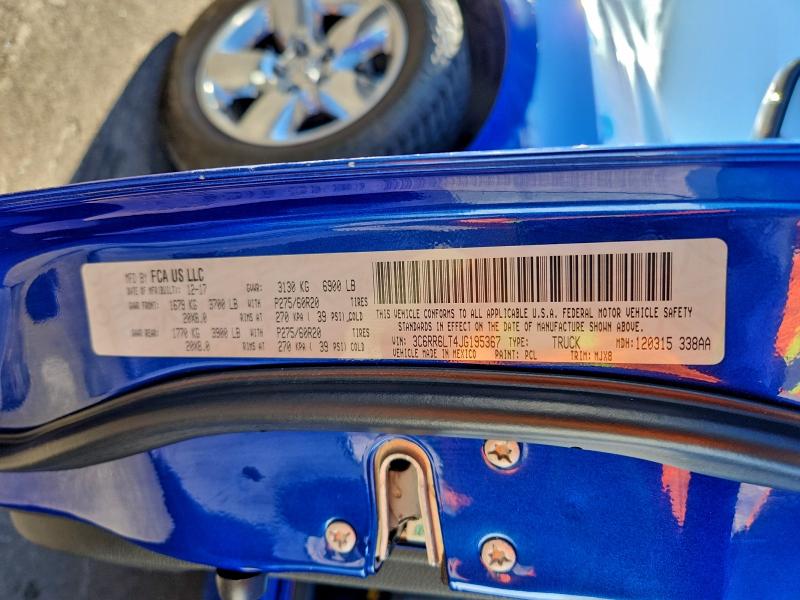 MFD BY FCA US LLC
DATE OF MFR(BUILT): 12-17 GVWR: 3130 KG 6900 LB
GAWR FRONT: 1679 KG 3700 LB WITH P275/60R20 TIRES
20X8.0 RIMS AT 270 KPA ( 39 PSI) COLD
GAWR REAR: 1770 KG 3900 LB WITH P275/60R20 TIRES
20X8.0 RIMS AT 270 KPA ( 39 PSI) COLD
THIS VEHICLE CONFORMS TO ALL APPLICABLE U.S.A. FEDERAL MOTOR VEHICLE SAFETY
STANDARDS IN EFFECT ON THE DATE OF MANUFACTURE SHOWN ABOVE.
VIN: 3C6RR6LT4JG195367 TYPE: TRUCK MDH:120315 338AA
VEHICLE MADE IN MEXICO PAINT: PCL TRIM: MJX8